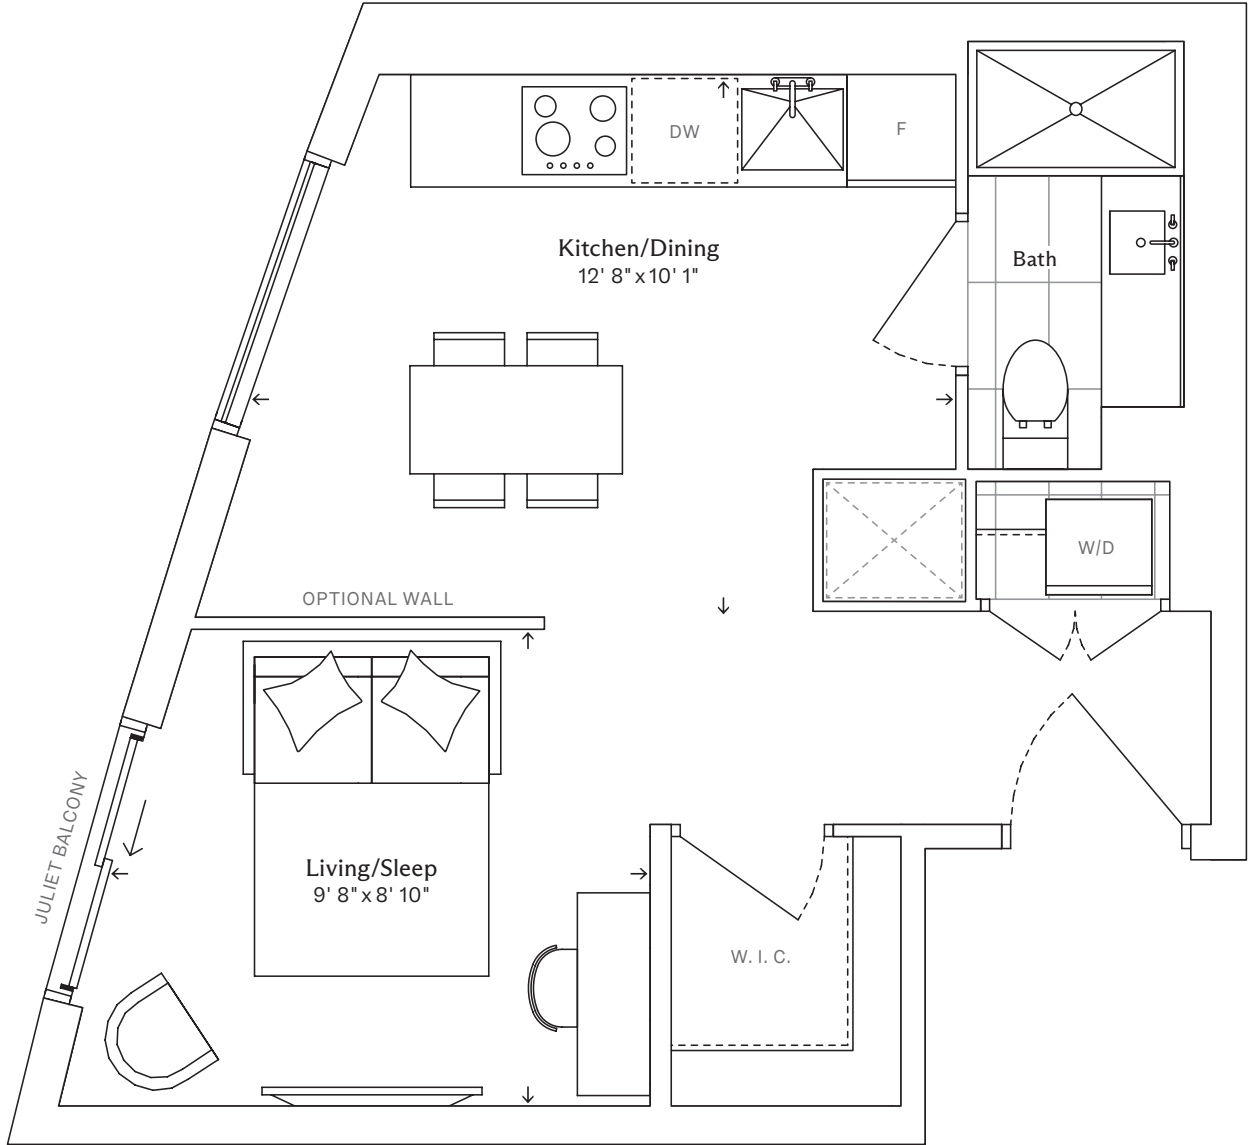 DW
F
Kitchen/Dining
12' 8" x 10' 1"
Bath
W/D
OPTIONAL WALL
JULIET BALCONY
Living/Sleep
9' 8" x 8' 10"
W. I. C.